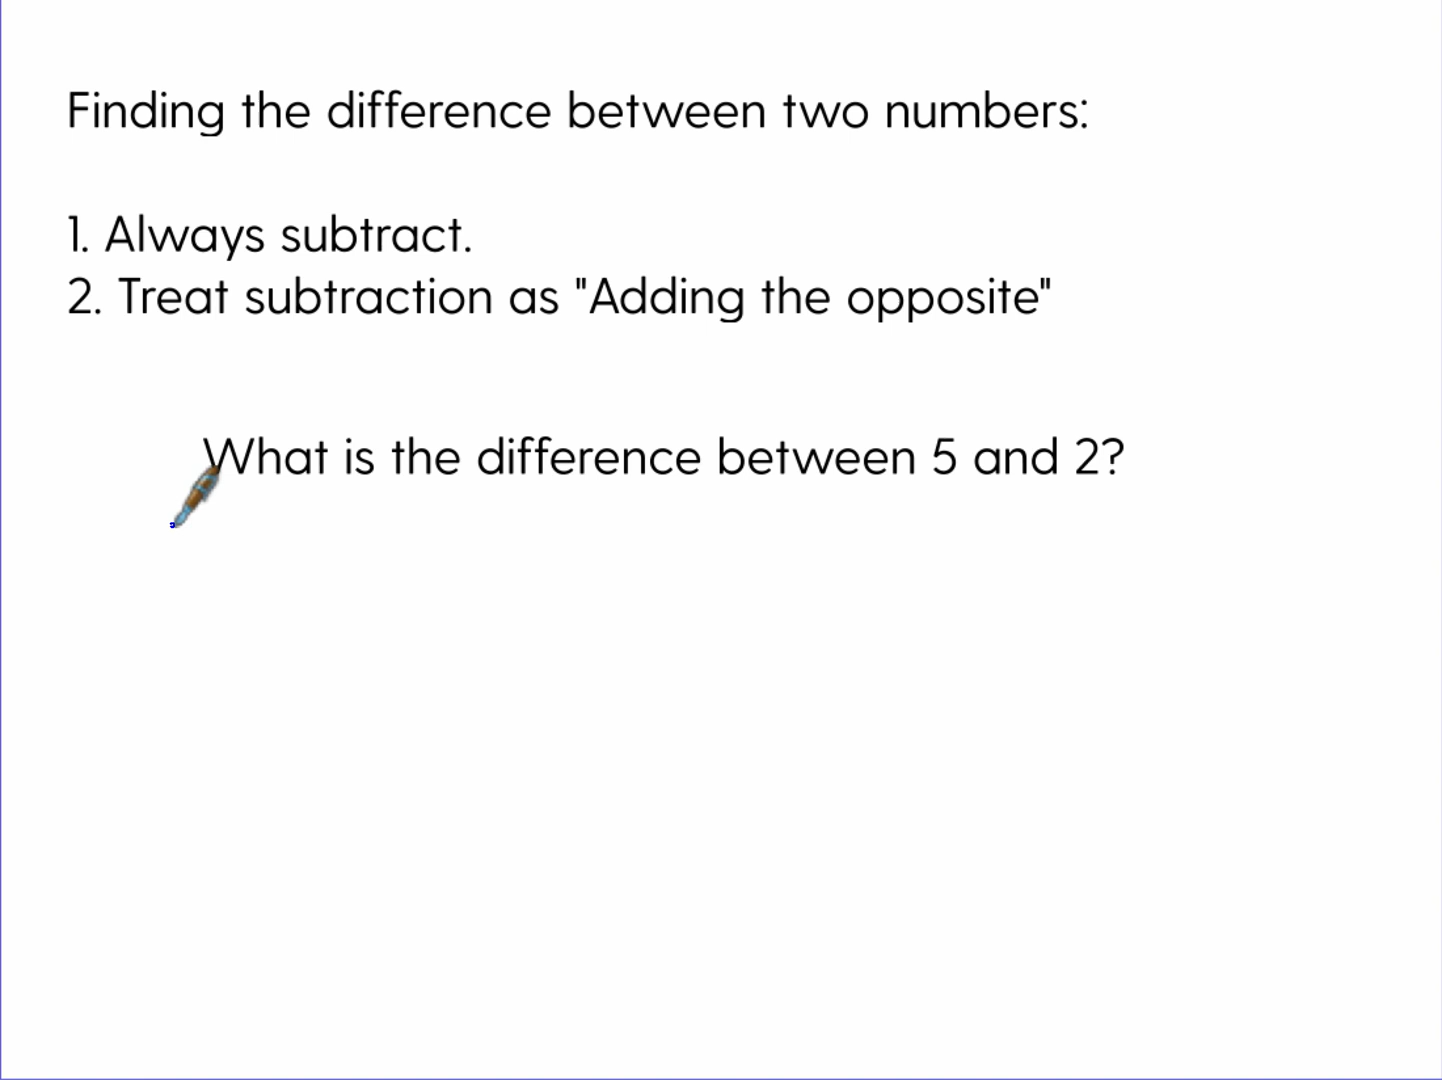 Finding the difference between two numbers:
1. Always subtract.
2. Treat subtraction as "Adding the opposite"
What is the difference between 5 and 2?